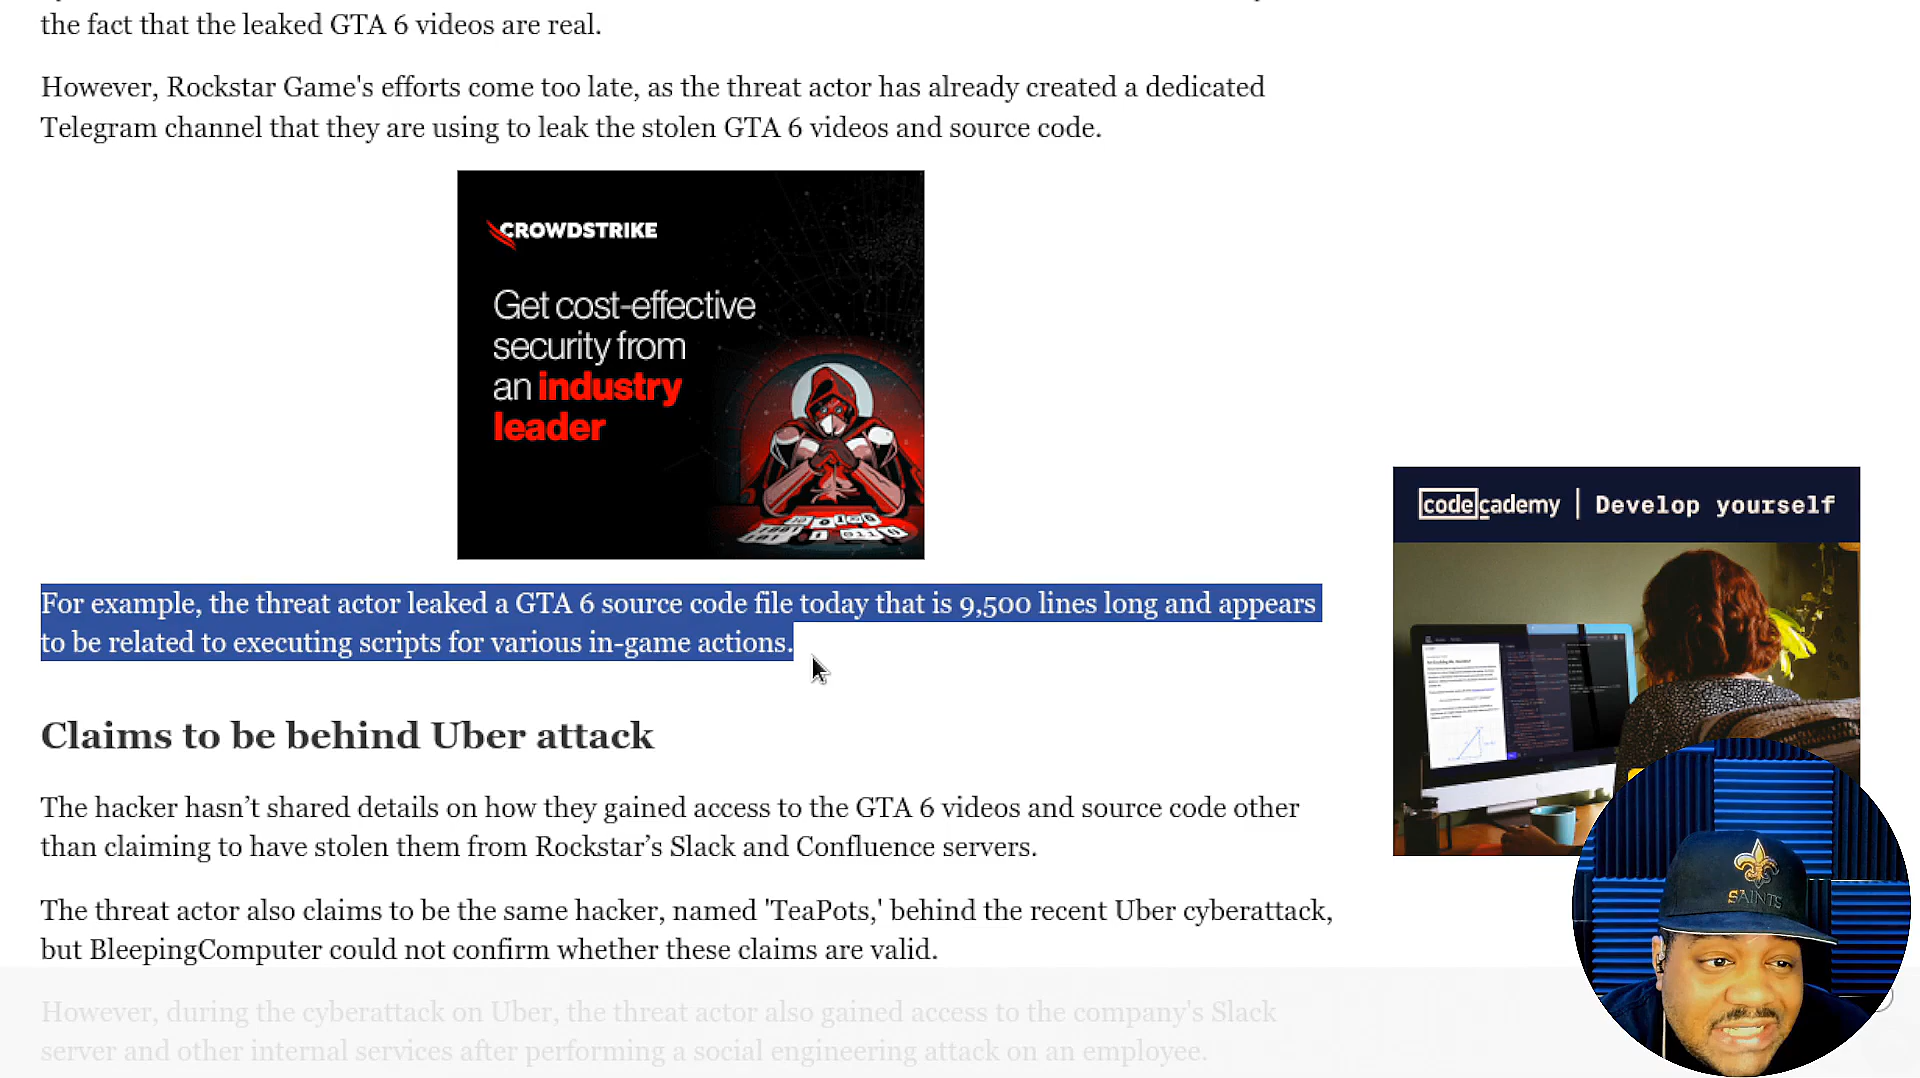 the fact that the leaked GTA 6 videos are real.
However, Rockstar Game's efforts come too late, as the threat actor has already created a dedicated
Telegram channel that they are using to leak the stolen GTA 6 videos and source code.
CROWDSTRIKE
Get cost-effective
security from
an industry
leader
codecademy | Develop yourself
For example, the threat actor leaked a GTA 6 source code file today that is 9,500 lines long and appears
to be related to executing scripts for various in-game actions.
Claims to be behind Uber attack
The hacker hasn’t shared details on how they gained access to the GTA 6 videos and source code other
than claiming to have stolen them from Rockstar’s Slack and Confluence servers.
The threat actor also claims to be the same hacker, named 'TeaPots,' behind the recent Uber cyberattack,
but BleepingComputer could not confirm whether these claims are valid.
SAINTS
However, during the cyberattack on Uber, the threat actor also gained access to the company's Slack
server and other internal services after performing a social engineering attack on an employee.